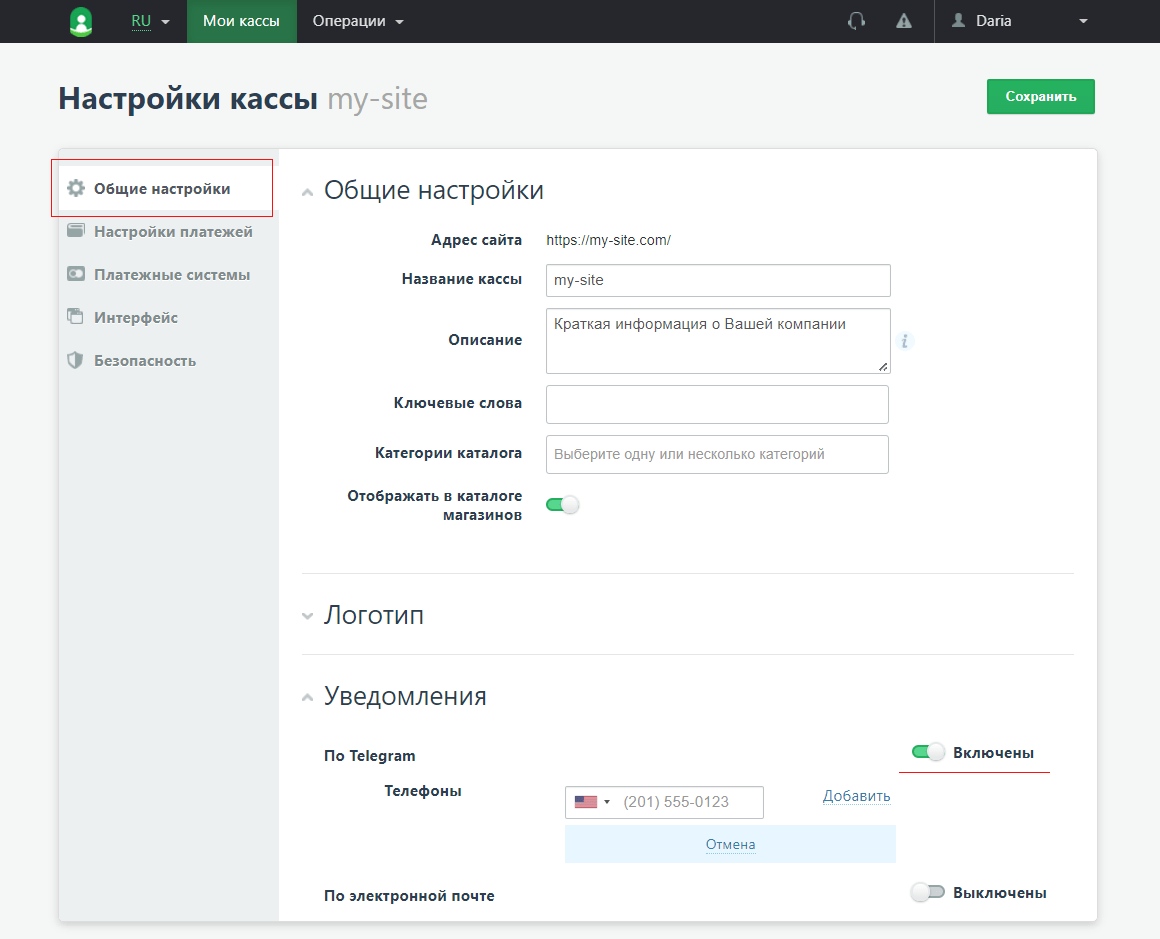 RU Мои кассы Операции Daria
Настройки кассы my-site
Сохранить
Общие настройки
Настройки платежей
Платежные системы
Интерфейс
Безопасность
Общие настройки
Адрес сайта https://my-site.com/
Название кассы my-site
Описание Краткая информация о Вашей компании
i
Ключевые слова
Категории каталога Выберите одну или несколько категорий
Отображать в каталоге
магазинов
Логотип
Уведомления
По Telegram Включены
Телефоны (201) 555-0123 Добавить
Отмена
По электронной почте Выключены